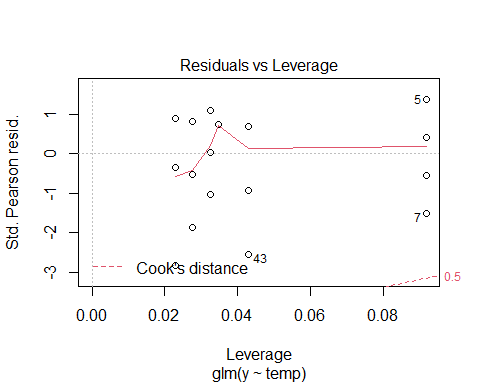 Residuals vs Leverage
Std. Pearson resid.
1
0
-1
-2
-3
5
7
43
Cook's distance
0.5
0.00 0.02 0.04 0.06 0.08
Leverage
glm(y ~ temp)